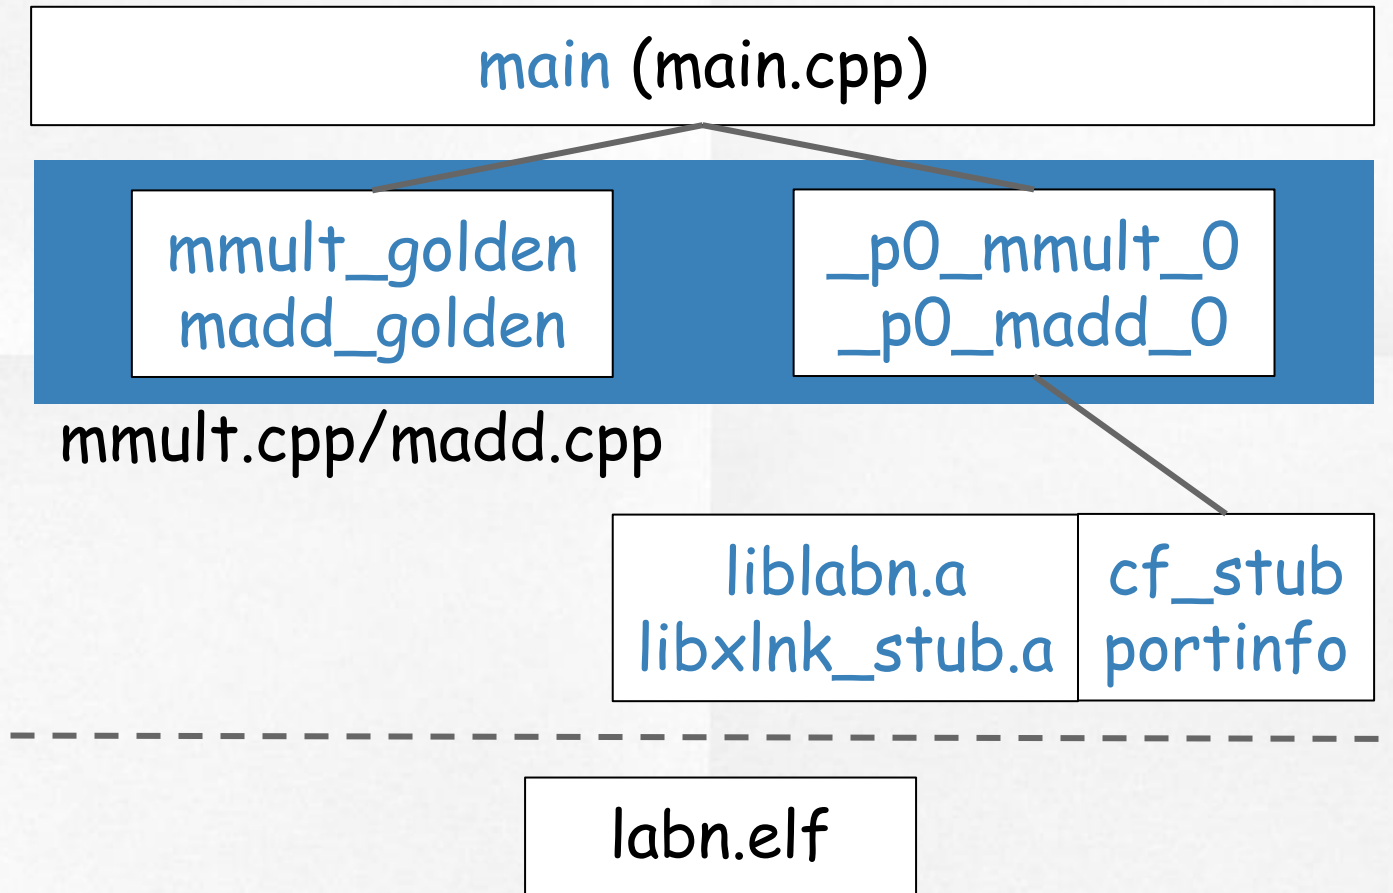 main (main.cpp)
mmult_golden
madd_golden
_p0_mmult_0
_p0_madd_0
mmult.cpp/madd.cpp
liblabn.a
libxlnk_stub.a
cf_stub
portinfo
labn.elf